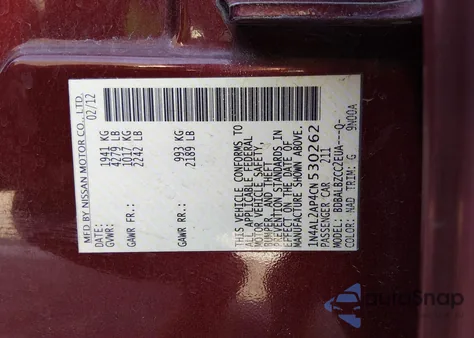 MFD BY NISSAN MOTOR CO., LTD.
DATE: 02/12
GVWR: 1941 KG
4279 LB
GAWR FR: 1017 KG
2242 LB
GAWR RR: 993 KG
2189 LB
THIS VEHICLE CONFORMS TO
ALL APPLICABLE FEDERAL
MOTOR VEHICLE SAFETY,
BUMPER, AND THEFT
PREVENTION STANDARDS IN
EFFECT ON THE DATE OF
MANUFACTURE SHOWN ABOVE.
1N4AL2AP4CN530262
PASSENGER CAR 211
MODEL: BDBALBZCC2EUA---Q-
COLOR: NAD TRIM: G 9N00A
autoSnap